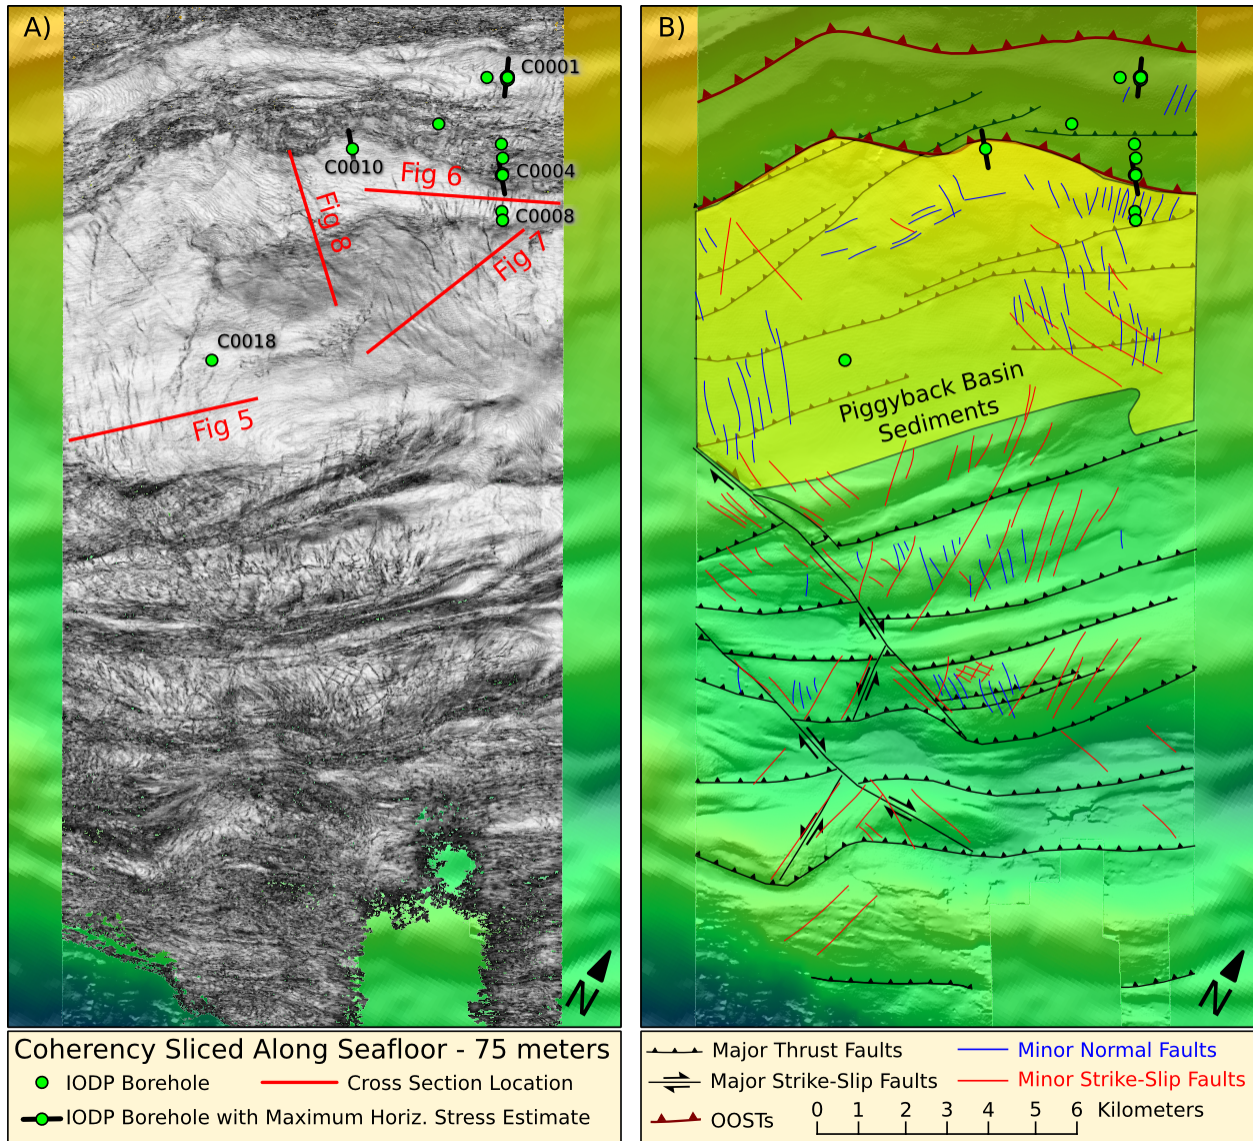 A)
C0001
C0010
C0004
Fig 6
C0008
Fig 8
Fig 7
C0018
Fig 5
N
Coherency Sliced Along Seafloor - 75 meters
IODP Borehole
Cross Section Location
IODP Borehole with Maximum Horiz. Stress Estimate
B)
Piggyback Basin
Sediments
N
Major Thrust Faults
Minor Normal Faults
Major Strike-Slip Faults
Minor Strike-Slip Faults
OOSTs
0 1 2 3 4 5 6 Kilometers